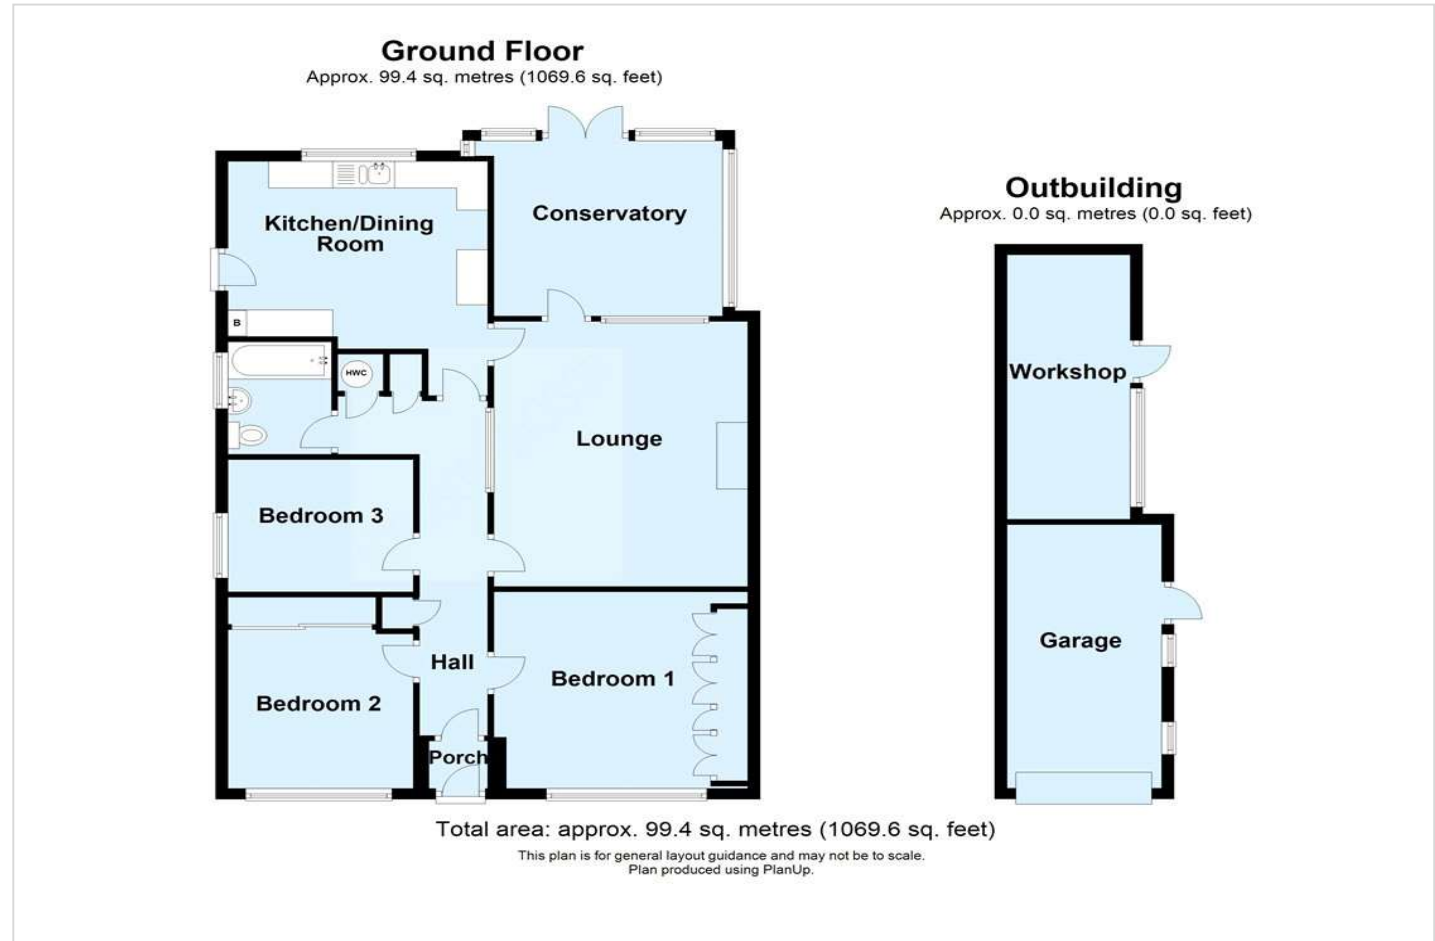 Ground Floor
Approx. 99.4 sq. metres (1069.6 sq. feet)
Outbuilding
Approx. 0.0 sq. metres (0.0 sq. feet)
Kitchen/Dining
Room
Conservatory
B
HWC
Workshop
Lounge
Bedroom 3
Garage
Hall
Bedroom 1
Bedroom 2
Porch
Total area: approx. 99.4 sq. metres (1069.6 sq. feet)
This plan is for general layout guidance and may not be to scale.
Plan produced using PlanUp.